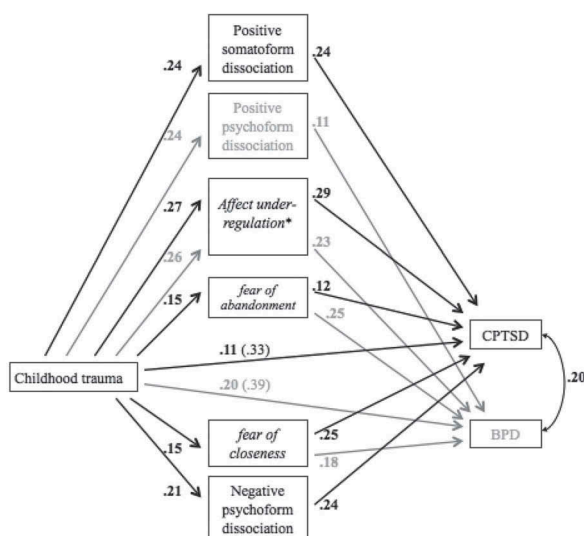 Positive
somatoform
dissociation
.24
.24
Positive
psychoform
dissociation
.24
.11
Affect under-
regulation*
.27
.29
.26
.23
fear of
abandonment
.15
.12
.25
CPTSD
.11 (.33)
Childhood trauma
.20 (.39)
.20
BPD
fear of
closeness
.15
.25
.18
.21
Negative
psychoform
dissociation
.24